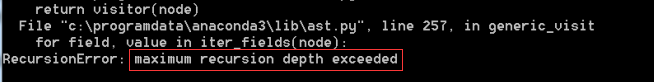 return visitor(node)
File "c:\programdata\anaconda3\lib\ast.py", line 257, in generic_visit
for field, value in iter_fields(node):
RecursionError: maximum recursion depth exceeded